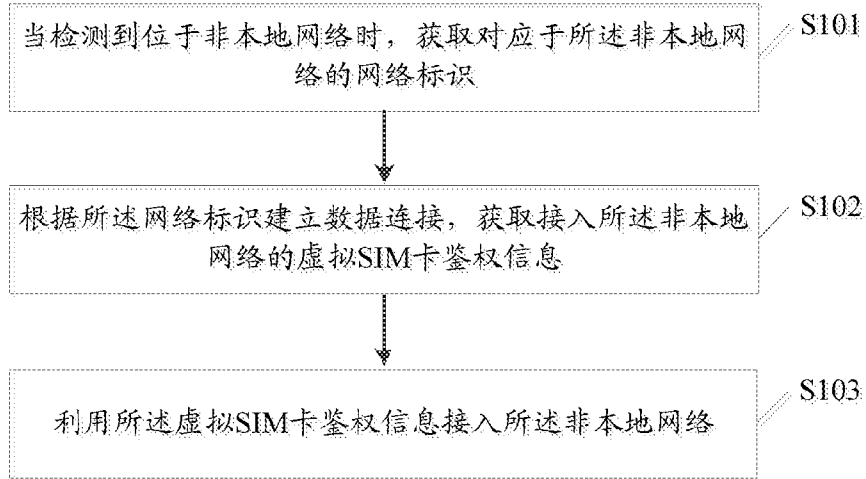 当检测到位于非本地网络时，获取对应于所述非本地网
络的网络标识
S101
根据所述网络标识建立数据连接，获取接入所述非本地
网络的虚拟SIM卡鉴权信息
S102
利用所述虚拟SIM卡鉴权信息接入所述非本地网络
S103